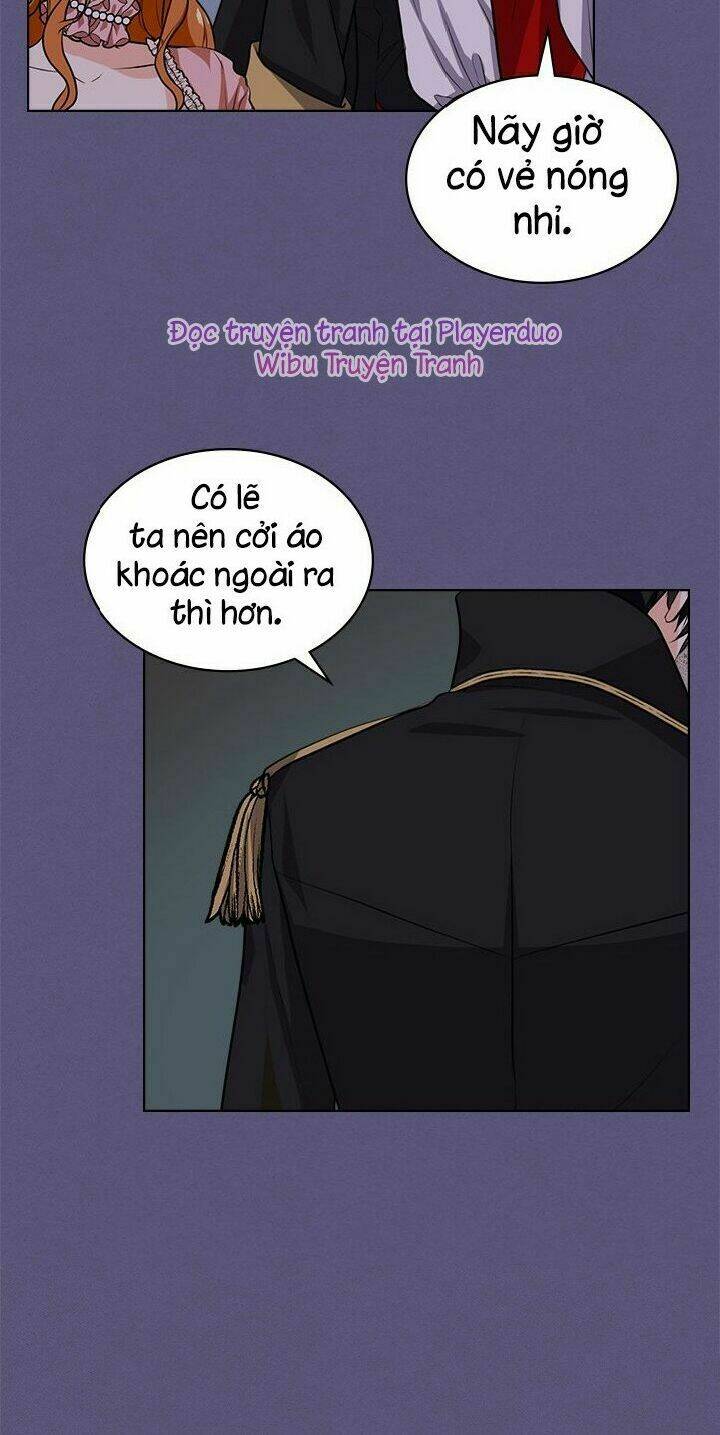 Nãy giờ
có vẻ nóng
nhỉ.
Đọc truyện tranh tại Playerduo
Wibu Truyện Tranh
Có lẽ
ta nên cởi áo
khoác ngoài ra
thì hơn.